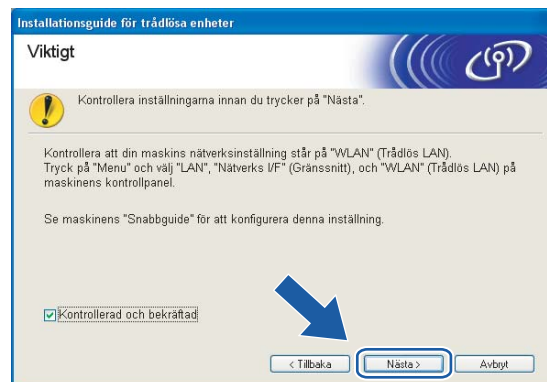 Installationsguide för trådlösa enheter
Viktigt
Kontrollera inställningarna innan du trycker på "Nästa".
Kontrollera att din maskins nätverksinställning står på "WLAN" (Trådlös LAN).
Tryck på "Menu" och välj "LAN", "Nätverks I/F" (Gränssnitt), och "WLAN" (Trådlös LAN) på
maskinens kontrollpanel.
Se maskinens "Snabbguide" för att konfigurera denna inställning.
Kontrollerad och bekräftad
< Tillbaka Nästa > Avbryt